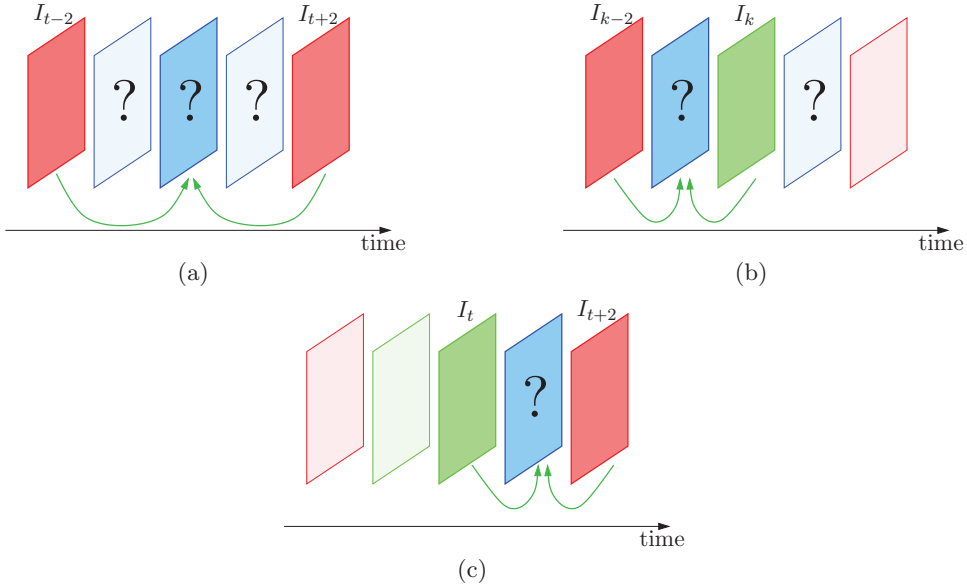 I_{t−2} I_{t+2}
? ? ?
time
(a)
I_{k−2} I_k
? ?
time
(b)
I_t I_{t+2}
?
time
(c)